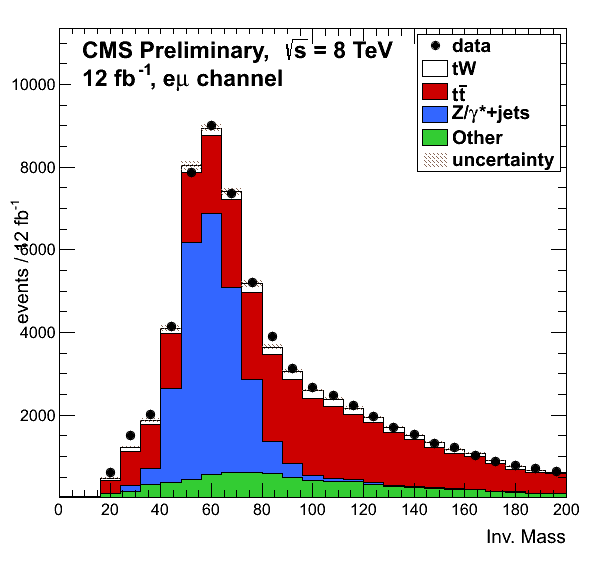 CMS Preliminary, √s = 8 TeV
12 fb-1, eμ channel
data
tW
tt̄
Z/γ*+jets
Other
uncertainty
events / 12 fb-1
10000
8000
6000
4000
2000
0 20 40 60 80 100 120 140 160 180 200
Inv. Mass